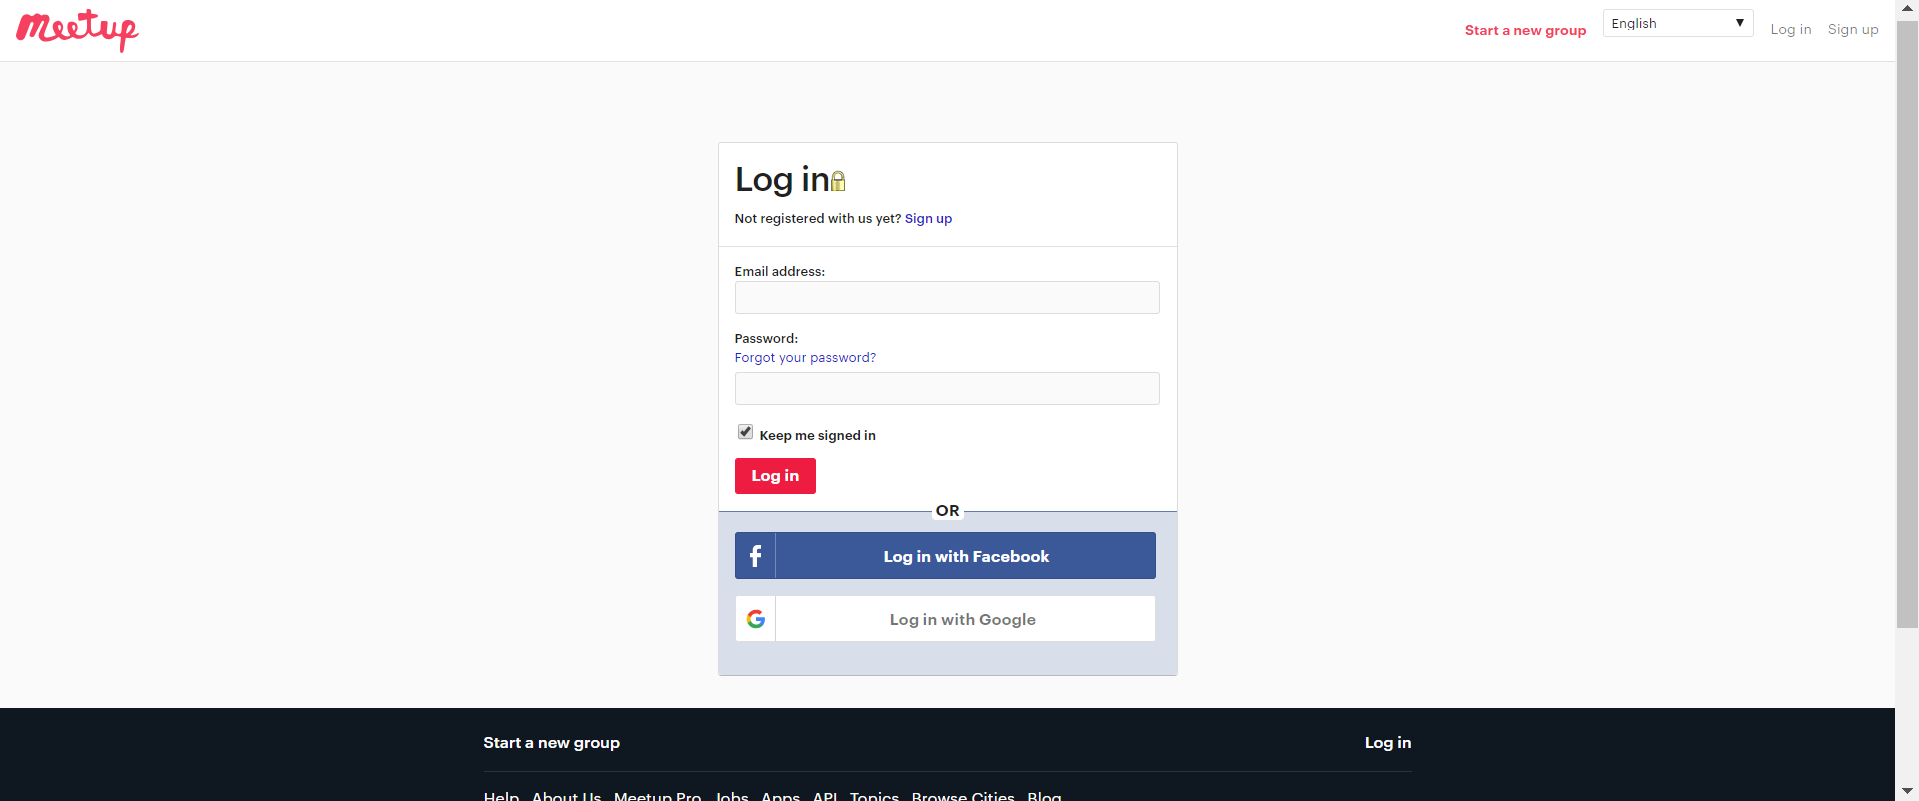 Meetup
Start a new group
English
Log in
Sign up
Log in
Not registered with us yet? Sign up
Email address:
Password:
Forgot your password?
Keep me signed in
Log in
OR
Log in with Facebook
Log in with Google
Start a new group
Log in
Help About Us Meetup Pro Jobs Apps API Topics Browse Cities Blog